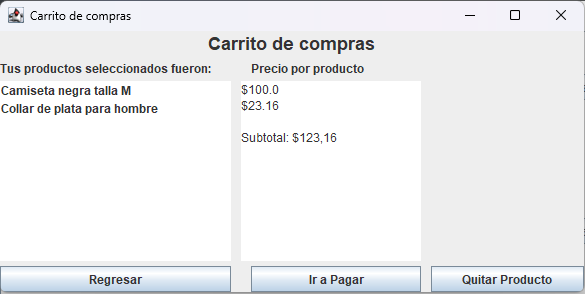 Carrito de compras
Carrito de compras
Tus productos seleccionados fueron:
Precio por producto
Camiseta negra talla M
Collar de plata para hombre
$100.0
$23.16
Subtotal: $123,16
Regresar
Ir a Pagar
Quitar Producto